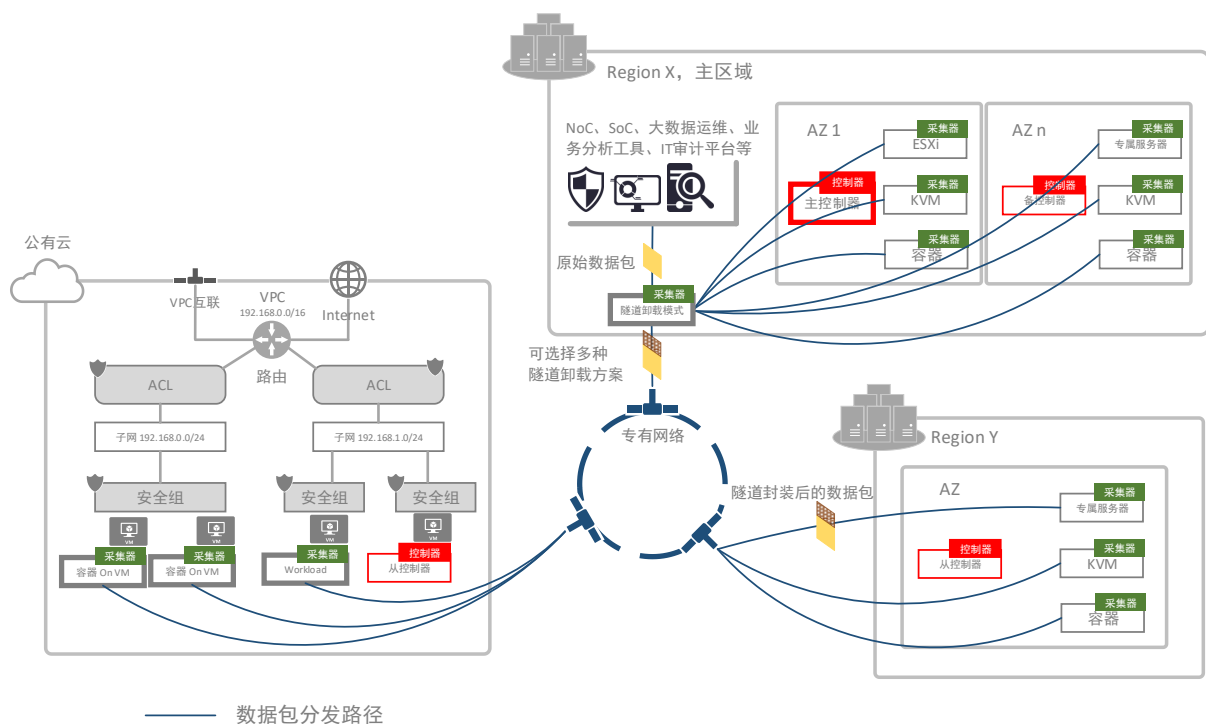 Region X，主区域
NoC、SoC、大数据运维、业
务分析工具、IT审计平台等
原始数据包
采集器
隧道卸载模式
可选择多种
隧道卸载方案
AZ 1
采集器
ESXi
控制器
主控制器
采集器
KVM
采集器
容器
AZ n
采集器
专属服务器
控制器
备控制器
采集器
KVM
采集器
容器
公有云
VPC互联
VPC
192.168.0.0/16
Internet
路由
ACL
ACL
子网 192.168.0.0/24
子网 192.168.1.0/24
安全组
安全组
安全组
VM
VM
VM
VM
采集器
容器 On VM
采集器
容器 On VM
采集器
Workload
控制器
从控制器
专有网络
隧道封装后的数据包
Region Y
AZ
采集器
专属服务器
控制器
从控制器
采集器
KVM
采集器
容器
数据包分发路径